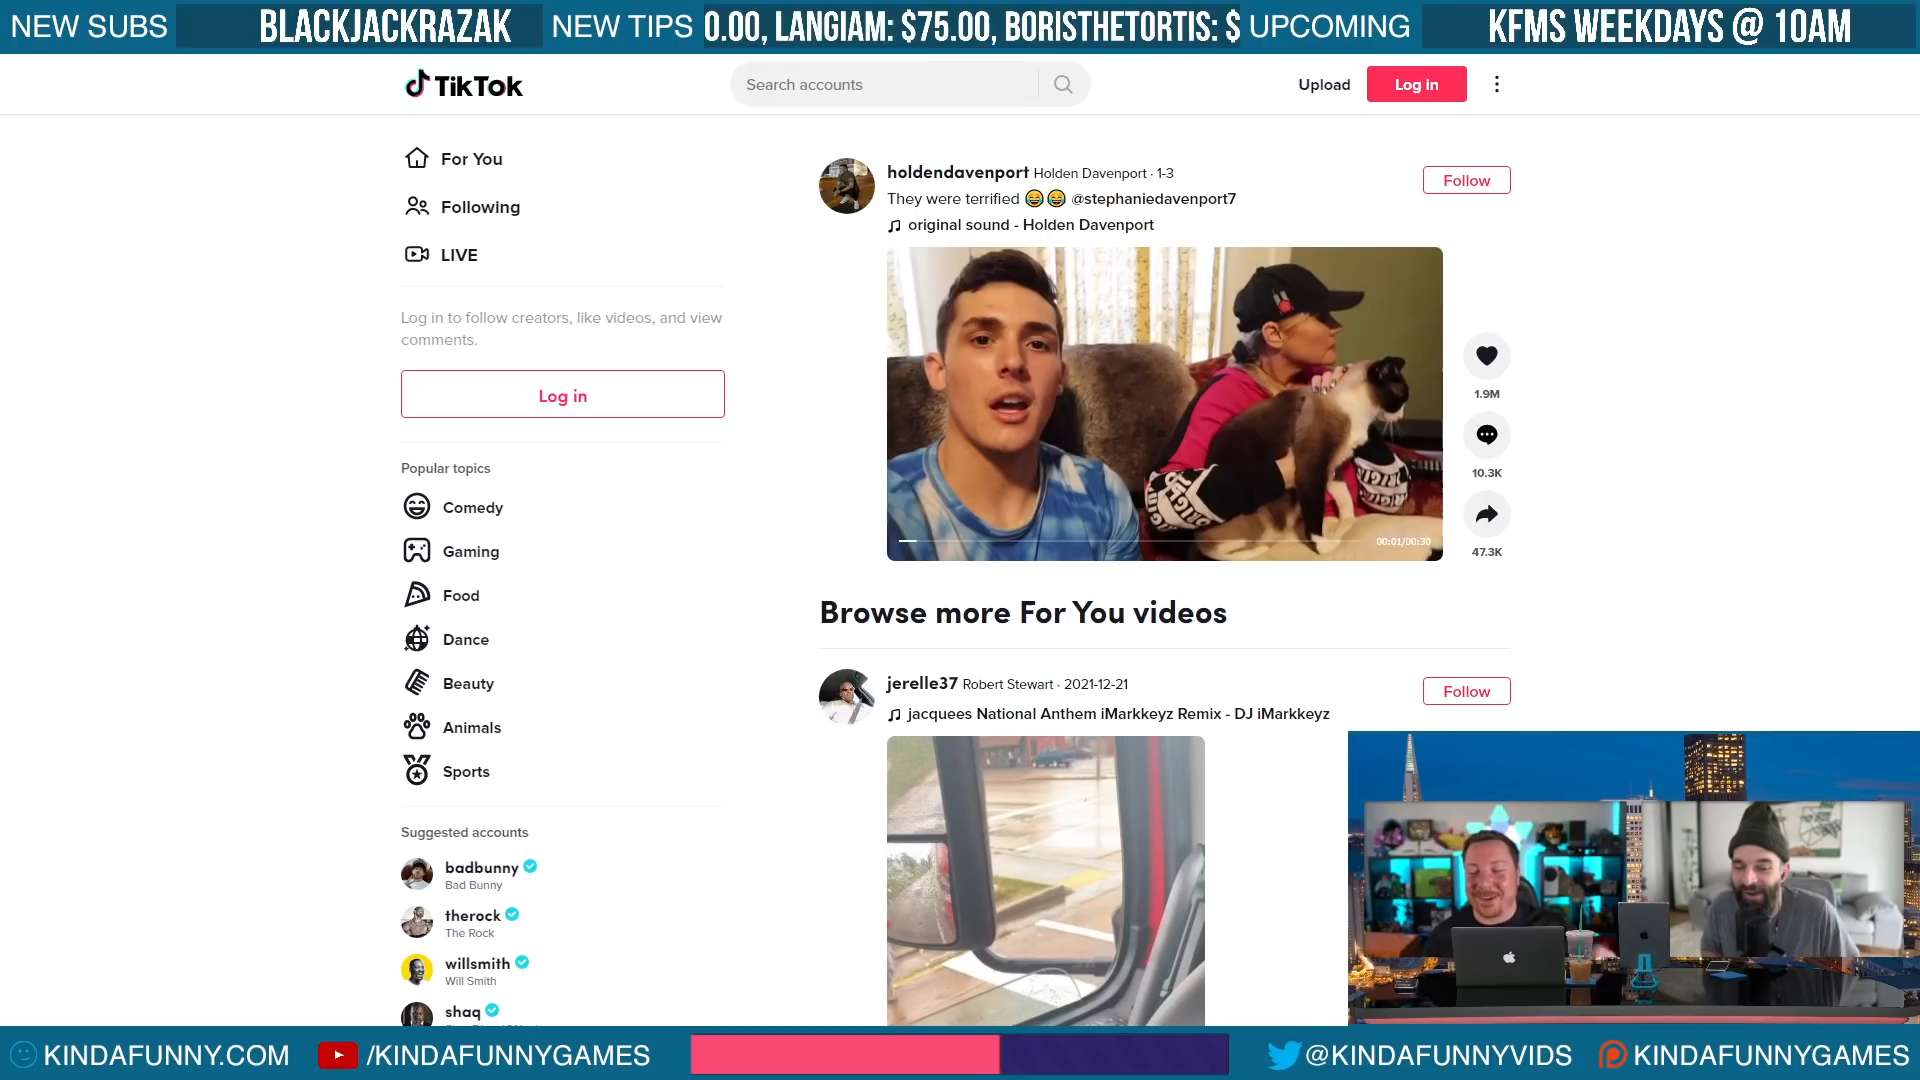 NEW SUBS BLACKJACKRAZAK NEW TIPS 0.00, LANGIAM: $75.00, BORISTHETORTIS: $ UPCOMING KFMS WEEKDAYS @ 10AM
TikTok Search accounts Upload Log in
For You
Following
LIVE
Log in to follow creators, like videos, and view
comments.
Log in
Popular topics
Comedy
Gaming
Food
Dance
Beauty
Animals
Sports
Suggested accounts
badbunny
Bad Bunny
therock
The Rock
willsmith
Will Smith
shaq
holdendavenport Holden Davenport · 1-3
Follow
They were terrified 😂😂 @stephaniedavenport7
original sound - Holden Davenport
00:01/00:30
1.9M
10.3K
47.3K
Browse more For You videos
jerelle37 Robert Stewart · 2021-12-21
Follow
jacquees National Anthem iMarkkeyz Remix - DJ iMarkkeyz
KINDAFUNNY.COM /KINDAFUNNYGAMES @KINDAFUNNYVIDS KINDAFUNNYGAMES